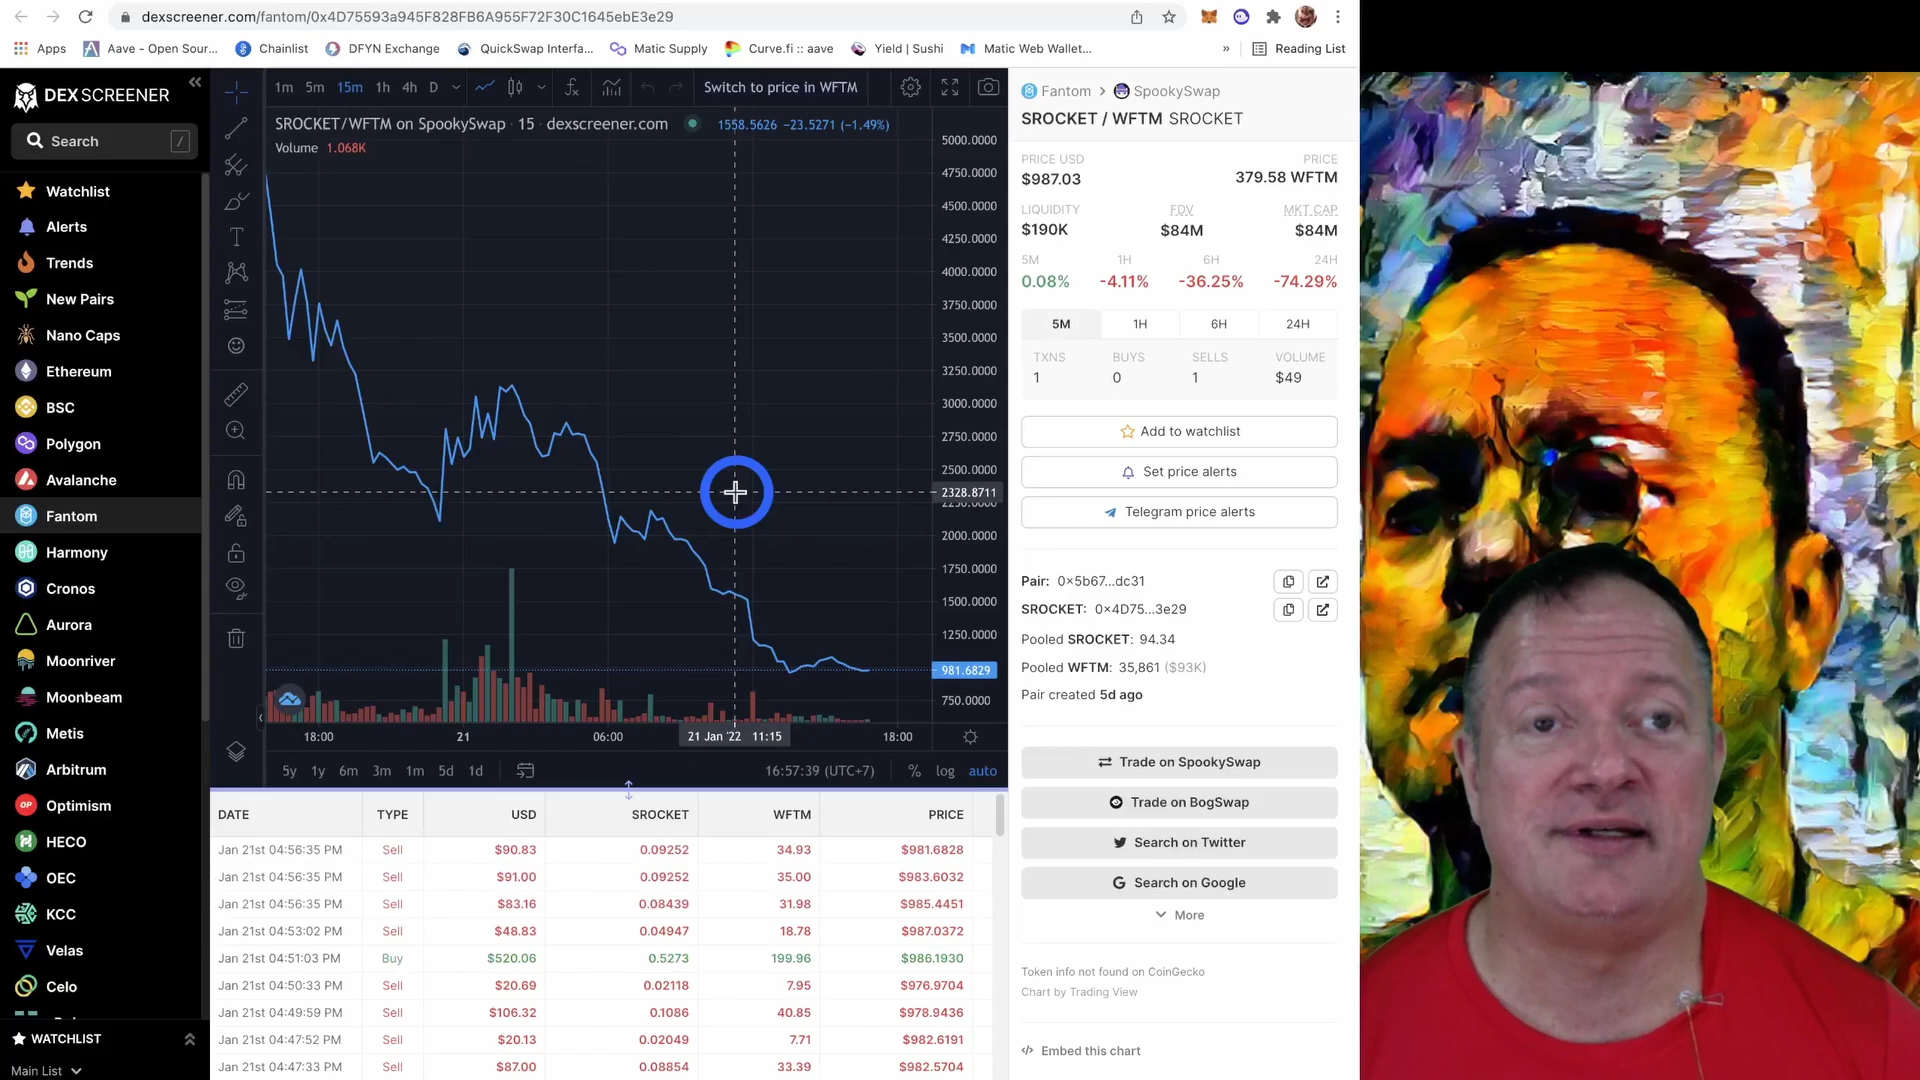 dexscreener.com/fantom/0x4D75593a945F828FB6A955F72F30C1645ebE3e29
Apps
Aave - Open Sour...
Chainlist
DFYN Exchange
QuickSwap Interfa...
Matic Supply
Curve.fi :: aave
Yield | Sushi
Matic Web Wallet...
»
Reading List
DEX SCREENER
Search /
Watchlist
Alerts
Trends
New Pairs
Nano Caps
Ethereum
BSC
Polygon
Avalanche
Fantom
Harmony
Cronos
Aurora
Moonriver
Moonbeam
Metis
Arbitrum
Optimism
HECO
OEC
KCC
Velas
Celo
WATCHLIST
Main List
1m 5m 15m 1h 4h D
Switch to price in WFTM
SROCKET/WFTM on SpookySwap · 15 · dexscreener.com 1558.5626 −23.5271 (−1.49%)
Volume 1.068K
5000.0000
4750.0000
4500.0000
4250.0000
4000.0000
3750.0000
3500.0000
3250.0000
3000.0000
2750.0000
2500.0000
2328.8711
2250.0000
2000.0000
1750.0000
1500.0000
1250.0000
981.6829
750.0000
18:00 21 06:00 21 Jan '22 11:15 18:00
5y 1y 6m 3m 1m 5d 1d
16:57:39 (UTC+7) % log auto
DATE TYPE USD SROCKET WFTM PRICE
Jan 21st 04:56:35 PM Sell $90.83 0.09252 34.93 $981.6828
Jan 21st 04:56:35 PM Sell $91.00 0.09252 35.00 $983.6032
Jan 21st 04:56:35 PM Sell $83.16 0.08439 31.98 $985.4451
Jan 21st 04:53:02 PM Sell $48.83 0.04947 18.78 $987.0372
Jan 21st 04:51:03 PM Buy $520.06 0.5273 199.96 $986.1930
Jan 21st 04:50:33 PM Sell $20.69 0.02118 7.95 $976.9704
Jan 21st 04:49:59 PM Sell $106.32 0.1086 40.85 $978.9436
Jan 21st 04:47:52 PM Sell $20.13 0.02049 7.71 $982.6191
Jan 21st 04:47:33 PM Sell $87.00 0.08854 33.39 $982.5704
Fantom > SpookySwap
SROCKET / WFTM SROCKET
PRICE USD PRICE
$987.03 379.58 WFTM
LIQUIDITY FDV MKT CAP
$190K $84M $84M
5M 1H 6H 24H
0.08% -4.11% -36.25% -74.29%
5M 1H 6H 24H
TXNS BUYS SELLS VOLUME
1 0 1 $49
Add to watchlist
Set price alerts
Telegram price alerts
Pair: 0×5b67...dc31
SROCKET: 0×4D75...3e29
Pooled SROCKET: 94.34
Pooled WFTM: 35,861 ($93K)
Pair created 5d ago
Trade on SpookySwap
Trade on BogSwap
Search on Twitter
Search on Google
More
Token info not found on CoinGecko
Chart by Trading View
</> Embed this chart